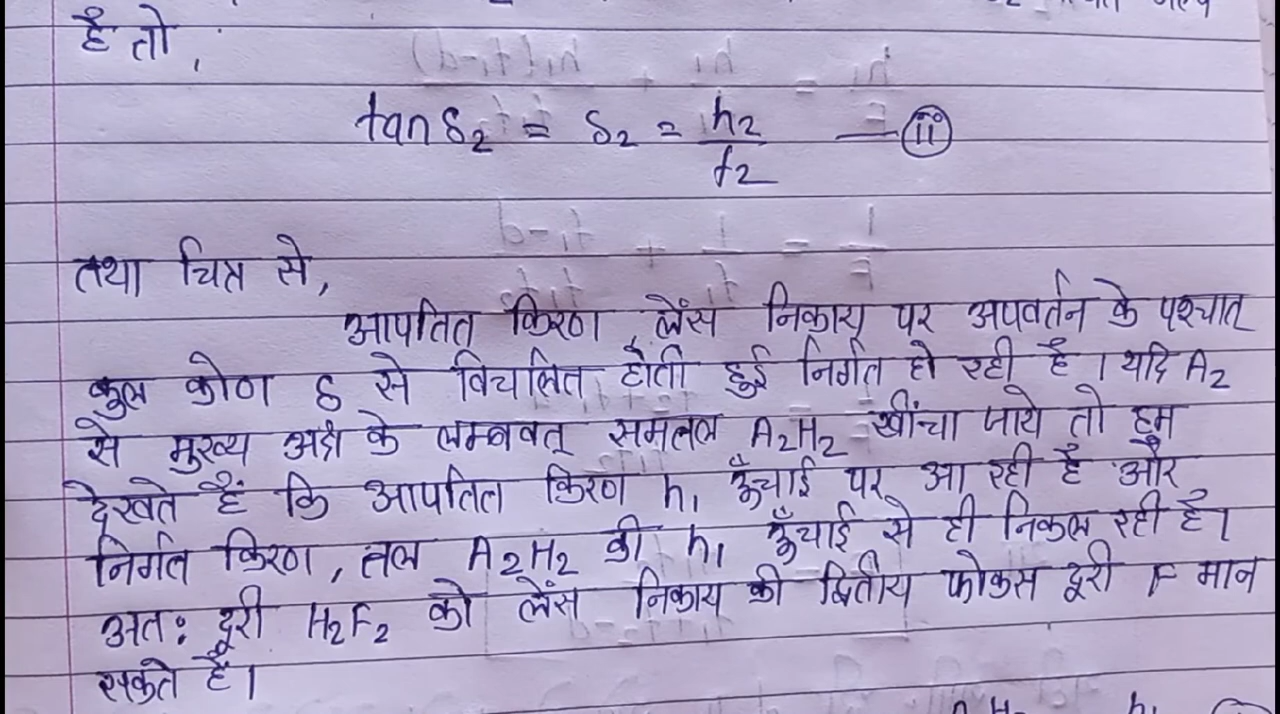 है तो,
tan δ₂ = δ₂ = h₂/f₂ — (ii)
तथा चित्र से,
आपतित किरण, लेंस निकाय पर अपवर्तन के पश्चात्
कुल कोण δ से विचलित होती हुई निर्गत हो रही है । यदि A₂
से मुख्य अक्ष के लम्बवत् समतल A₂H₂ खींचा जाये तो हम
देखते हैं कि आपतित किरण h₁ ऊँचाई पर आ रही है और
निर्गत किरण, तल A₂H₂ की h₁ ऊँचाई से ही निकल रही है।
अतः दूरी H₂F₂ को लेंस निकाय की द्वितीय फोकस दूरी F मान
सकते हैं।